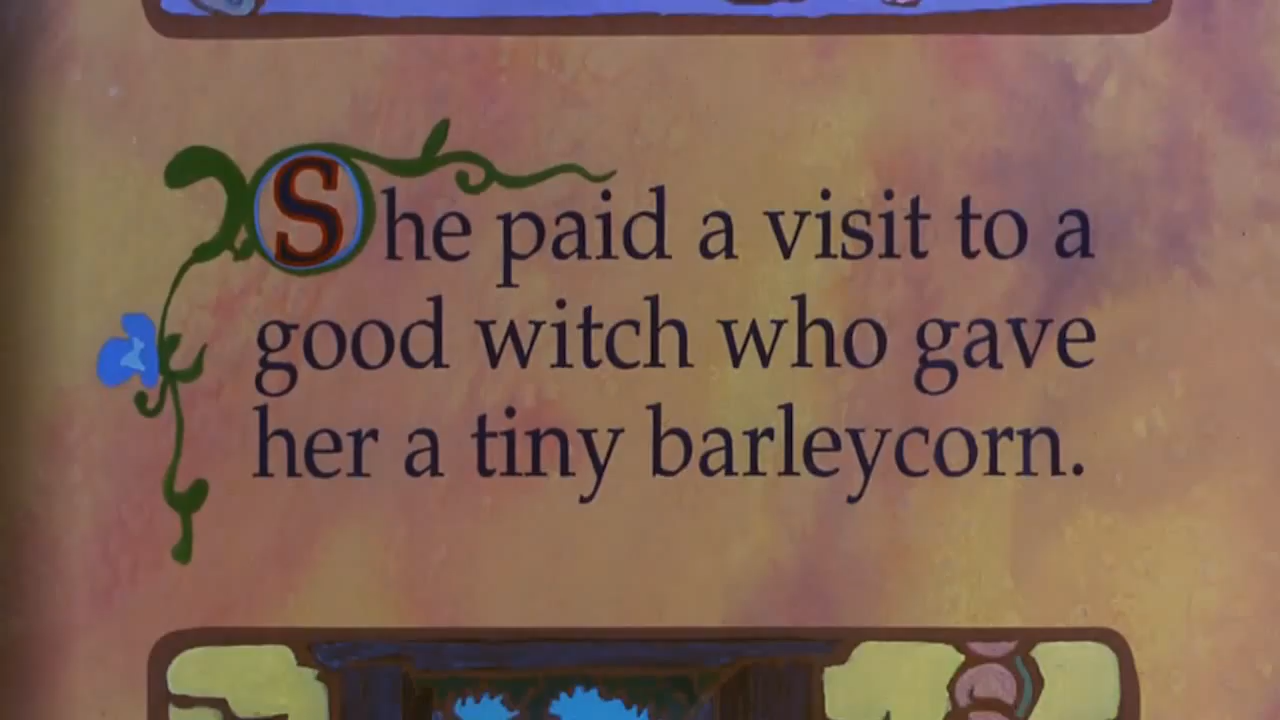 She paid a visit to a
good witch who gave
her a tiny barleycorn.